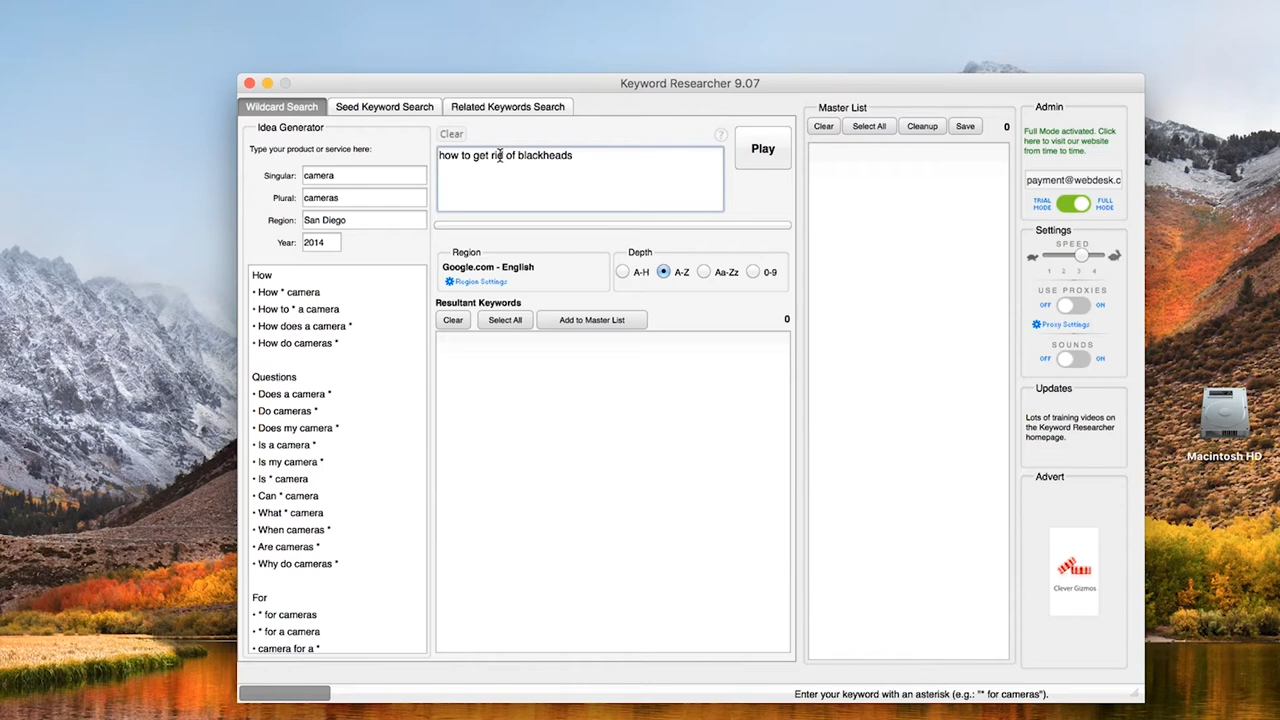 Keyword Researcher 9.07
Wildcard Search
Seed Keyword Search
Related Keywords Search
Idea Generator
Type your product or service here:
Singular: camera
Plural: cameras
Region: San Diego
Year: 2014
How
• How * camera
• How to * a camera
• How does a camera *
• How do cameras *
Questions
• Does a camera *
• Do cameras *
• Does my camera *
• Is a camera *
• Is my camera *
• Is * camera
• Can * camera
• What * camera
• When cameras *
• Are cameras *
• Why do cameras *
For
• * for cameras
• * for a camera
• camera for a *
Clear
?
how to get rid of blackheads
Play
Region
Google.com - English
Region Settings
Depth
A-H
A-Z
Aa-Zz
0-9
Resultant Keywords
Clear
Select All
Add to Master List
0
Master List
Clear
Select All
Cleanup
Save
0
Admin
Full Mode activated. Click
here to visit our website
from time to time.
payment@webdesk.c
TRIAL MODE
FULL MODE
Settings
SPEED
1 2 3 4
USE PROXIES
OFF
ON
Proxy Settings
SOUNDS
OFF
ON
Updates
Lots of training videos on
the Keyword Researcher
homepage.
Advert
Clever Gizmos
Enter your keyword with an asterisk (e.g.: "* for cameras").
Macintosh HD